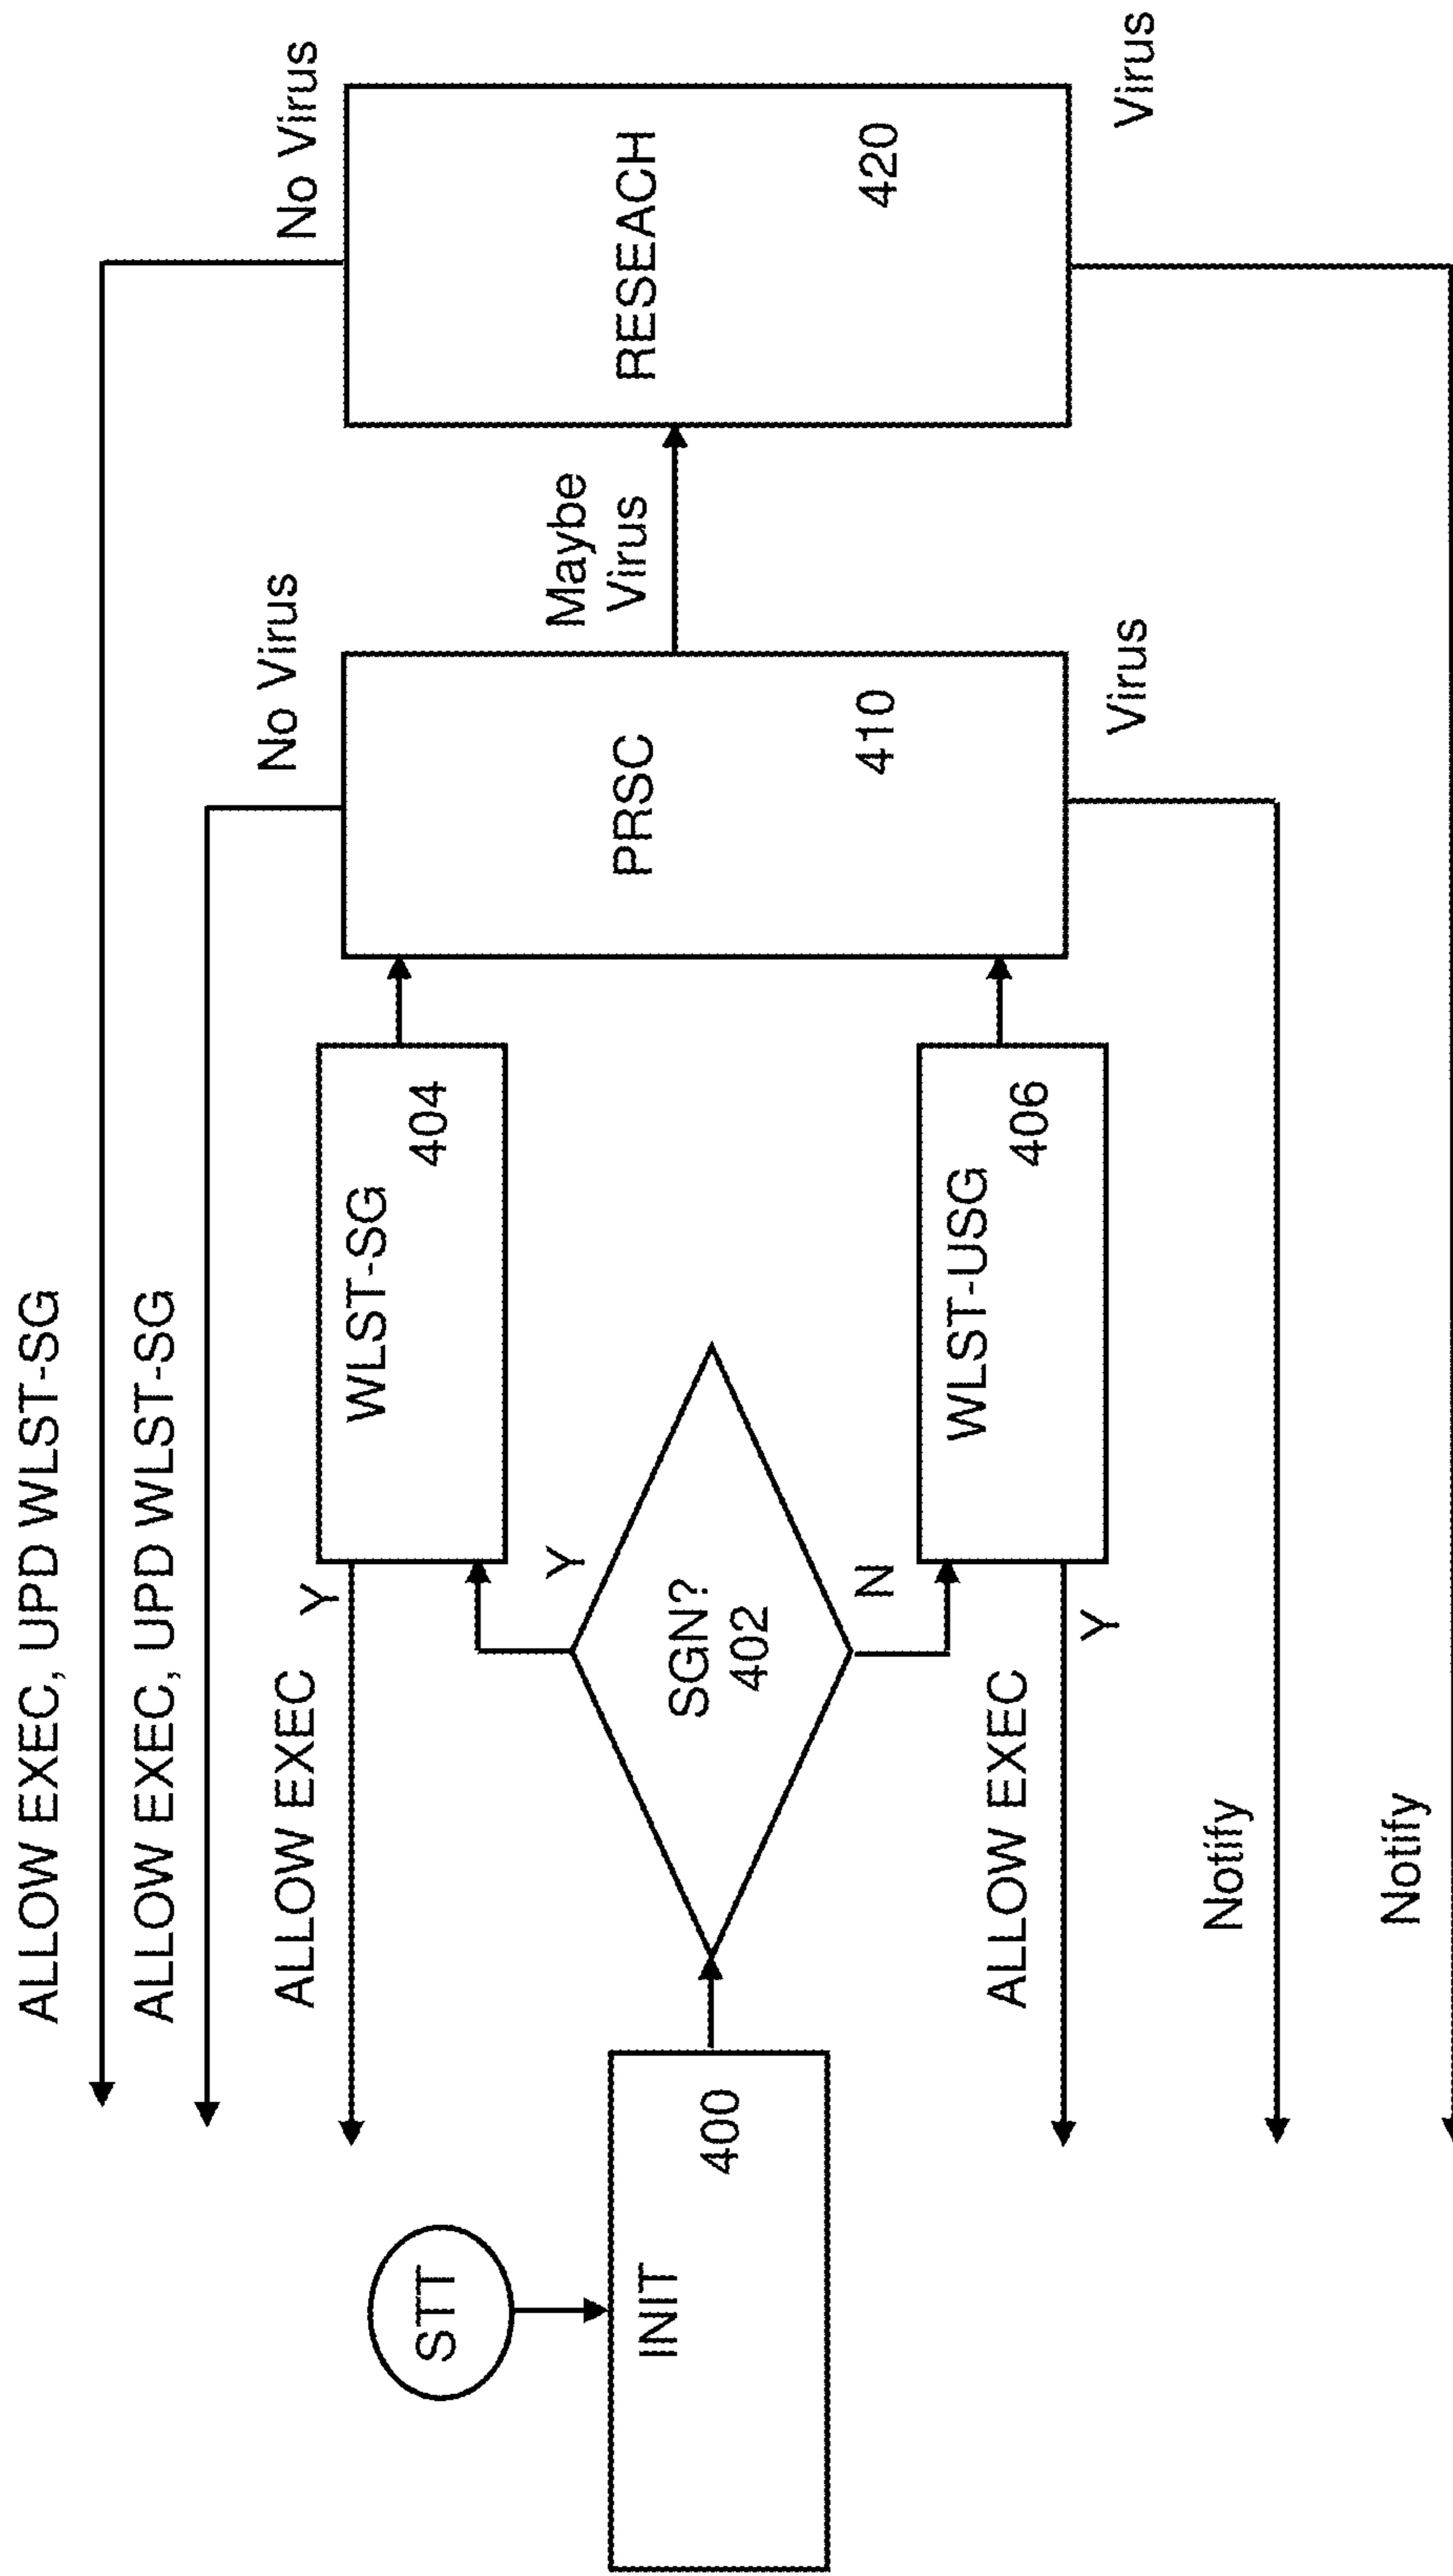 ALLOW EXEC, UPD WLST-SG
No Virus
ALLOW EXEC, UPD WLST-SG
No Virus
ALLOW EXEC
Y
WLST-SG
404
STT
Y
Maybe
Virus
INIT
400
SGN?
402
PRSC
410
RESEACH
420
N
WLST-USG
406
ALLOW EXEC
Y
Notify
Virus
Notify
Virus